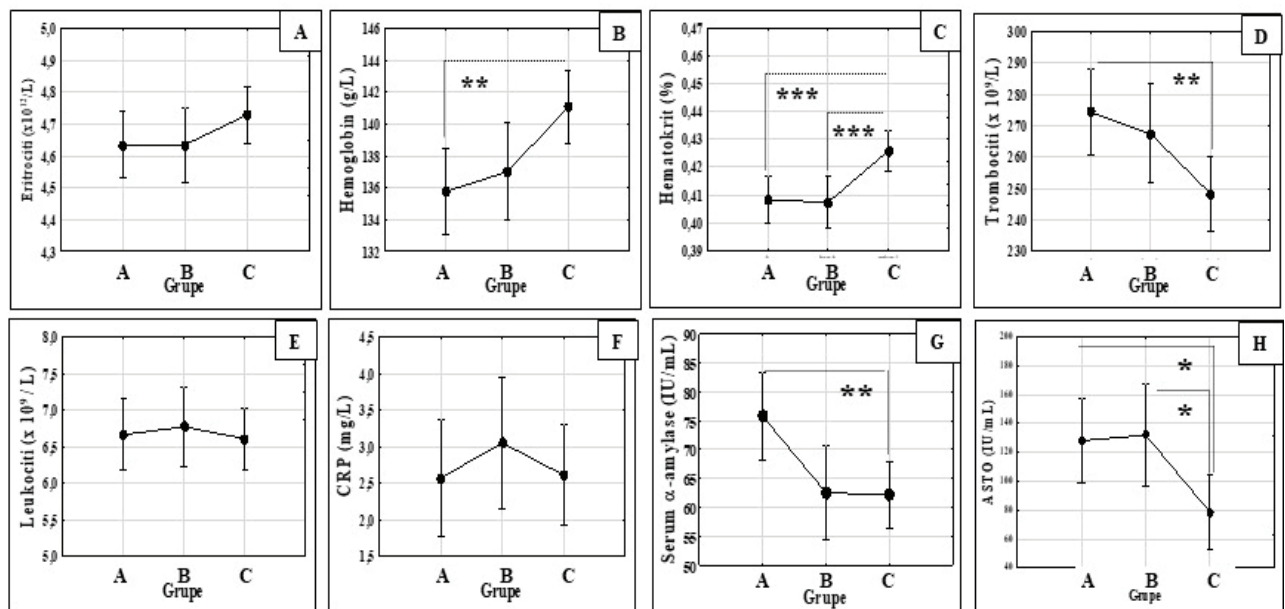 A
Eritrociti (x10¹²/L)
5,0
4,9
4,8
4,7
4,6
4,5
4,4
4,3
A B C
Grupe
B
Hemoglobin (g/L)
146
144
142
140
138
136
134
132
**
A B C
Grupe
C
Hematokrit (%)
0,47
0,46
0,45
0,44
0,43
0,42
0,41
0,40
0,39
***
***
A B C
Grupe
D
Trombociti (x 10⁹/L)
300
290
280
270
260
250
240
230
**
A B C
Grupe
E
Leukociti (x 10⁹ / L)
8,0
7,5
7,0
6,5
6,0
5,5
5,0
A B C
Grupe
F
CRP (mg/L)
4,5
4,0
3,5
3,0
2,5
2,0
1,5
A B C
Grupe
G
Serum α-amylase (IU/mL)
90
85
80
75
70
65
60
55
50
**
A B C
Grupe
H
ASTO (IU/mL)
200
180
160
140
120
100
80
60
40
*
*
A B C
Grupe